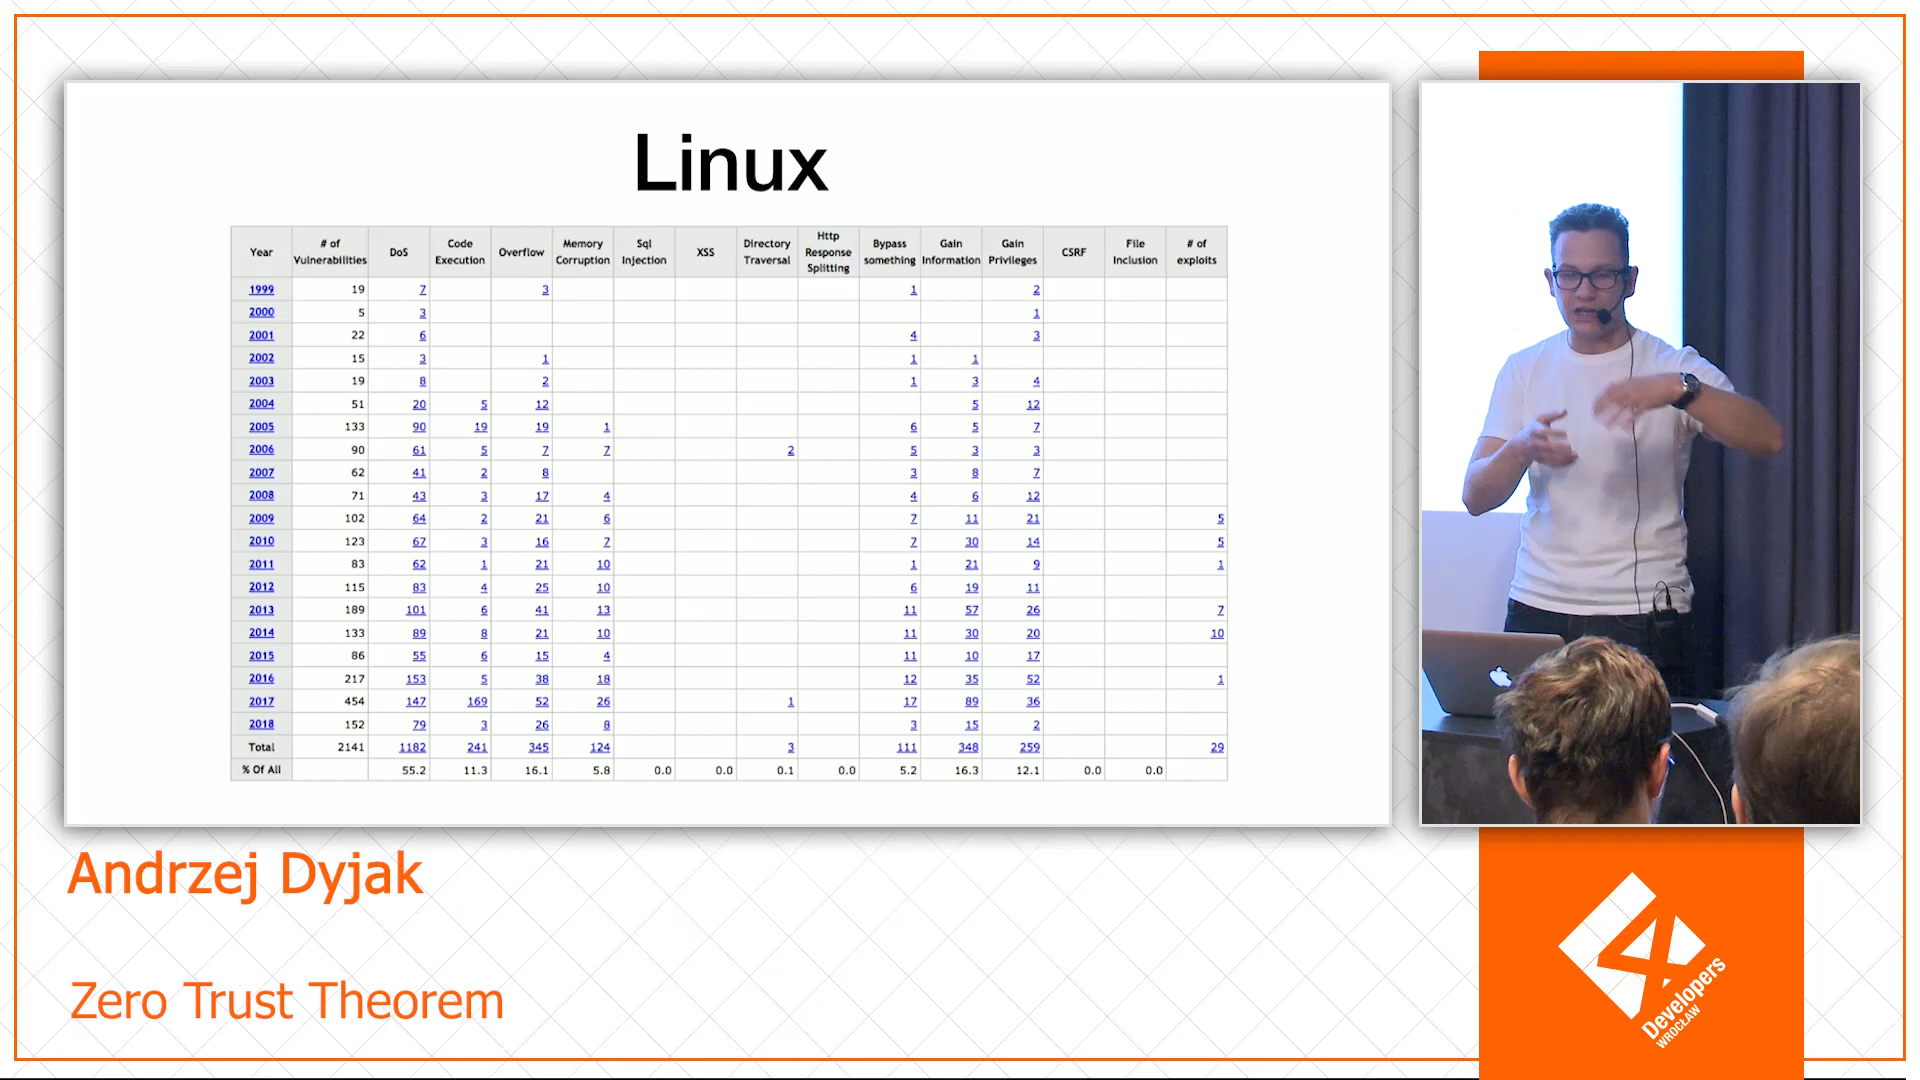 Linux
Year # of Vulnerabilities DoS Code Execution Overflow Memory Corruption Sql Injection XSS Directory Traversal Http Response Splitting Bypass something Gain Information Gain Privileges CSRF File Inclusion # of exploits
1999 19 7 3 1 2
2000 5 3 1
2001 22 6 4 3
2002 15 3 1 1 1
2003 19 8 2 1 3 4
2004 51 20 5 12 5 12
2005 133 90 19 19 1 6 5 7
2006 90 61 5 7 7 2 5 3 3
2007 62 41 2 8 3 8 7
2008 71 43 3 17 4 4 6 12
2009 102 64 2 21 6 7 11 21 5
2010 123 67 3 16 7 7 30 14 5
2011 83 62 1 21 10 1 21 9 1
2012 115 83 4 25 10 6 19 11
2013 189 101 6 41 13 11 57 26 7
2014 133 89 8 21 10 11 30 20 10
2015 86 55 6 15 4 11 10 17
2016 217 153 5 38 18 12 35 52 1
2017 454 147 169 52 26 1 17 89 36
2018 152 79 3 26 8 3 15 2
Total 2141 1182 241 345 124 3 111 348 259 29
% Of All 55.2 11.3 16.1 5.8 0.0 0.0 0.1 0.0 5.2 16.3 12.1 0.0 0.0
Andrzej Dyjak
Zero Trust Theorem
4
Developers
WROCŁAW